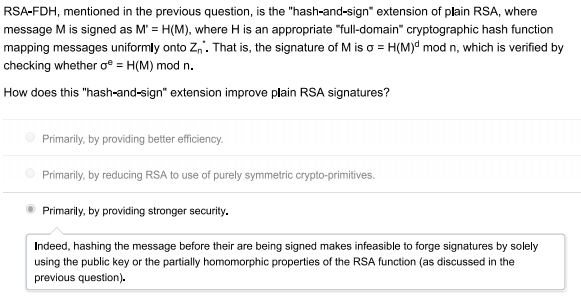 RSA-FDH, mentioned in the previous question, is the "hash-and-sign" extension of plain RSA, where
message M is signed as M' = H(M), where H is an appropriate "full-domain" cryptographic hash function
mapping messages uniformly onto Zn*. That is, the signature of M is σ = H(M)^d mod n, which is verified by
checking whether σ^e = H(M) mod n.
How does this "hash-and-sign" extension improve plain RSA signatures?
Primarily, by providing better efficiency.
Primarily, by reducing RSA to use of purely symmetric crypto-primitives.
Primarily, by providing stronger security.
Indeed, hashing the message before their are being signed makes infeasible to forge signatures by solely
using the public key or the partially homomorphic properties of the RSA function (as discussed in the
previous question).